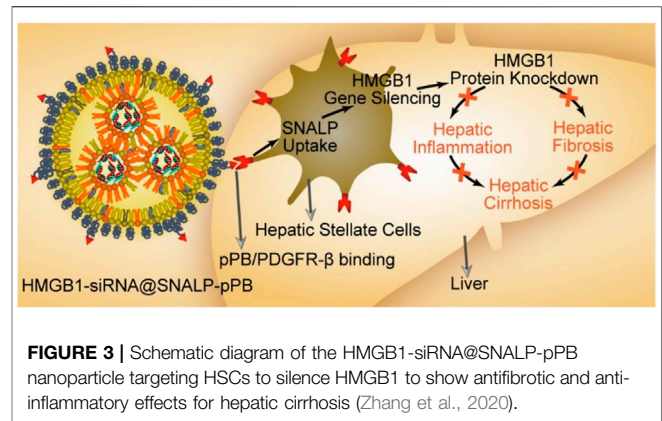 HMGB1
Protein Knockdown
HMGB1
Gene Silencing
SNALP
Uptake
Hepatic
Inflammation
Hepatic
Fibrosis
Hepatic
Cirrhosis
Hepatic Stellate Cells
pPB/PDGFR-β binding
HMGB1-siRNA@SNALP-pPB
Liver
FIGURE 3 | Schematic diagram of the HMGB1-siRNA@SNALP-pPB
nanoparticle targeting HSCs to silence HMGB1 to show antifibrotic and anti-
inflammatory effects for hepatic cirrhosis (Zhang et al., 2020).